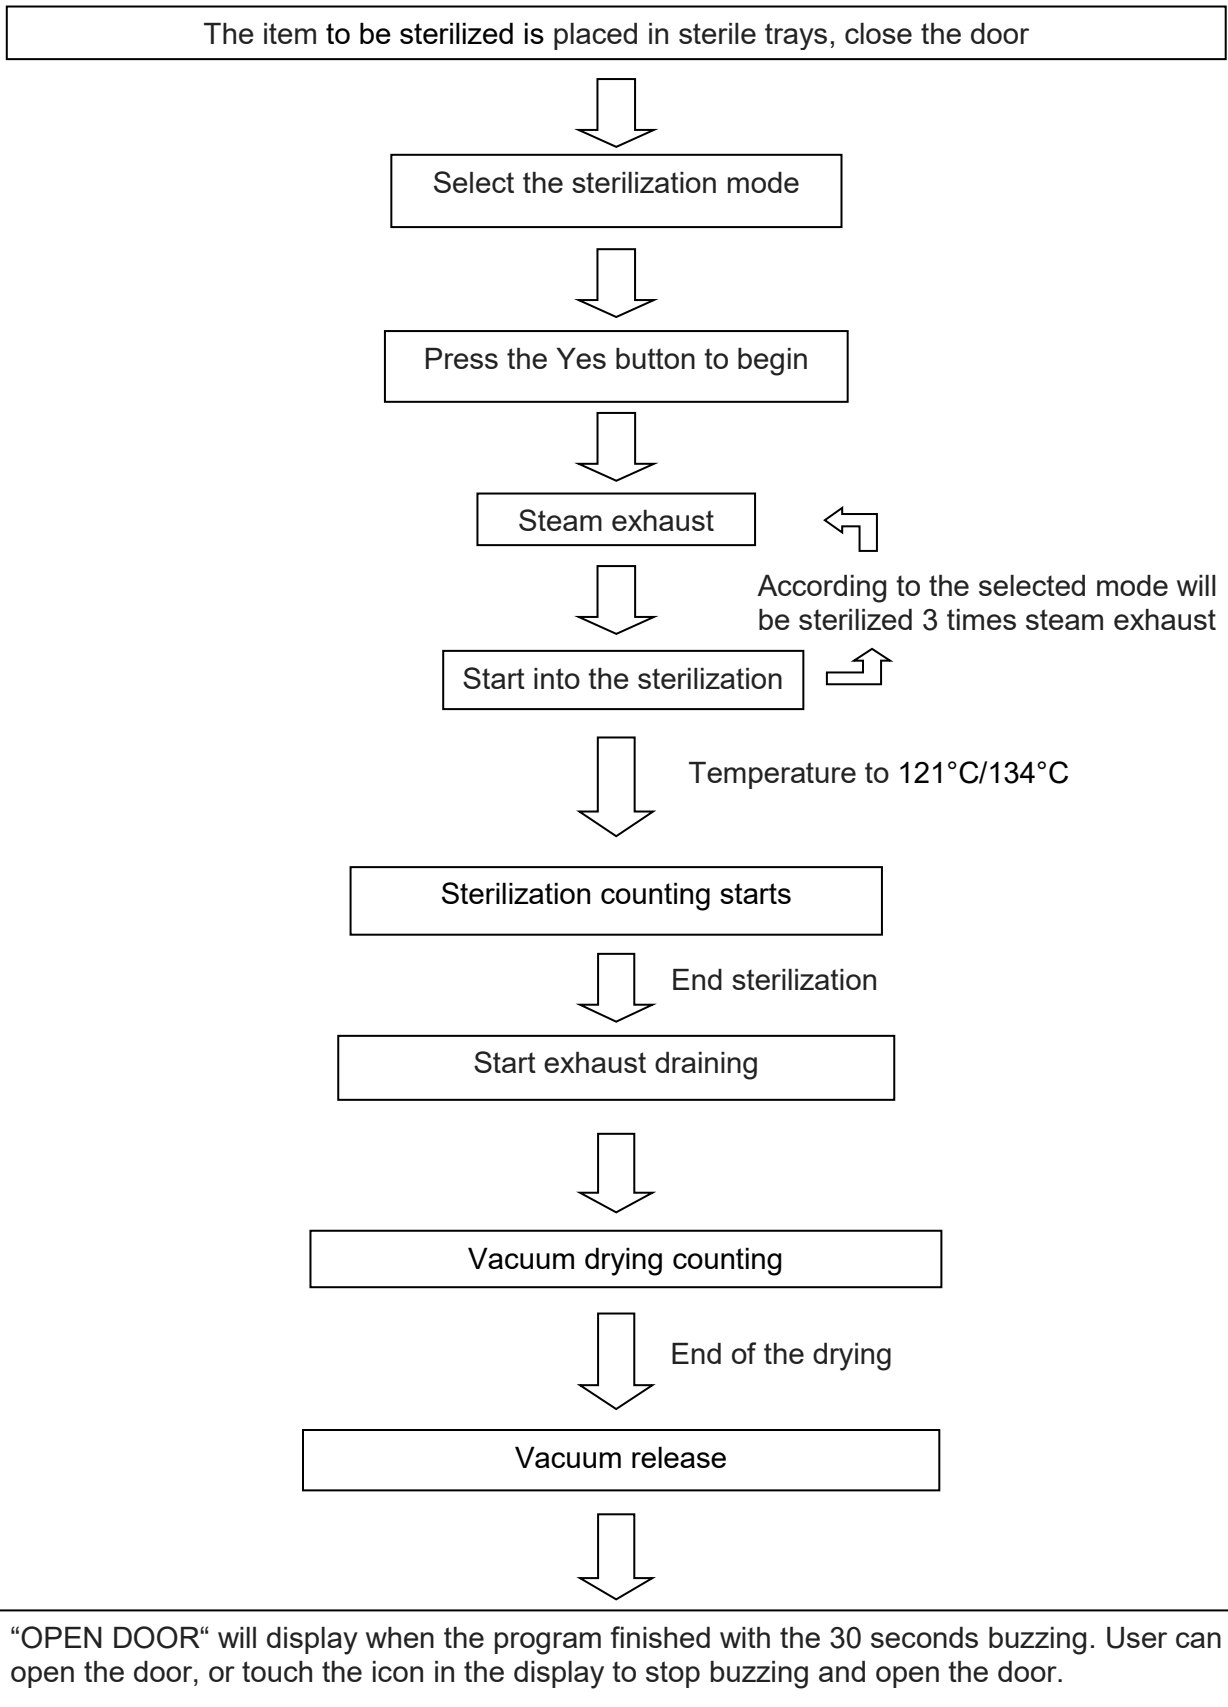 The item to be sterilized is placed in sterile trays, close the door
Select the sterilization mode
Press the Yes button to begin
Steam exhaust
According to the selected mode will
be sterilized 3 times steam exhaust
Start into the sterilization
Temperature to 121°C/134°C
Sterilization counting starts
End sterilization
Start exhaust draining
Vacuum drying counting
End of the drying
Vacuum release
“OPEN DOOR“ will display when the program finished with the 30 seconds buzzing. User can
open the door, or touch the icon in the display to stop buzzing and open the door.